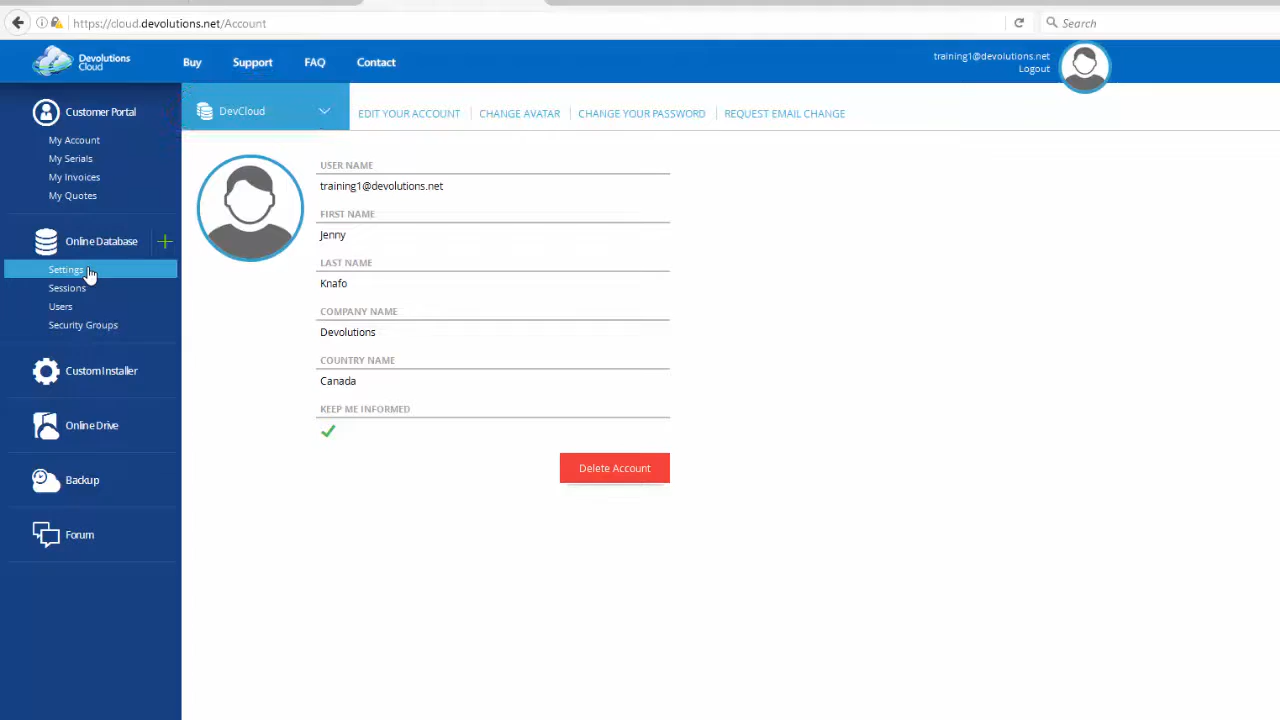 https://cloud.devolutions.net/Account
Search
Devolutions
Cloud
Buy
Support
FAQ
Contact
training1@devolutions.net
Logout
Customer Portal
My Account
My Serials
My Invoices
My Quotes
Online Database
Settings
Sessions
Users
Security Groups
Custom Installer
Online Drive
Backup
Forum
DevCloud
EDIT YOUR ACCOUNT
CHANGE AVATAR
CHANGE YOUR PASSWORD
REQUEST EMAIL CHANGE
USER NAME
training1@devolutions.net
FIRST NAME
Jenny
LAST NAME
Knafo
COMPANY NAME
Devolutions
COUNTRY NAME
Canada
KEEP ME INFORMED
Delete Account